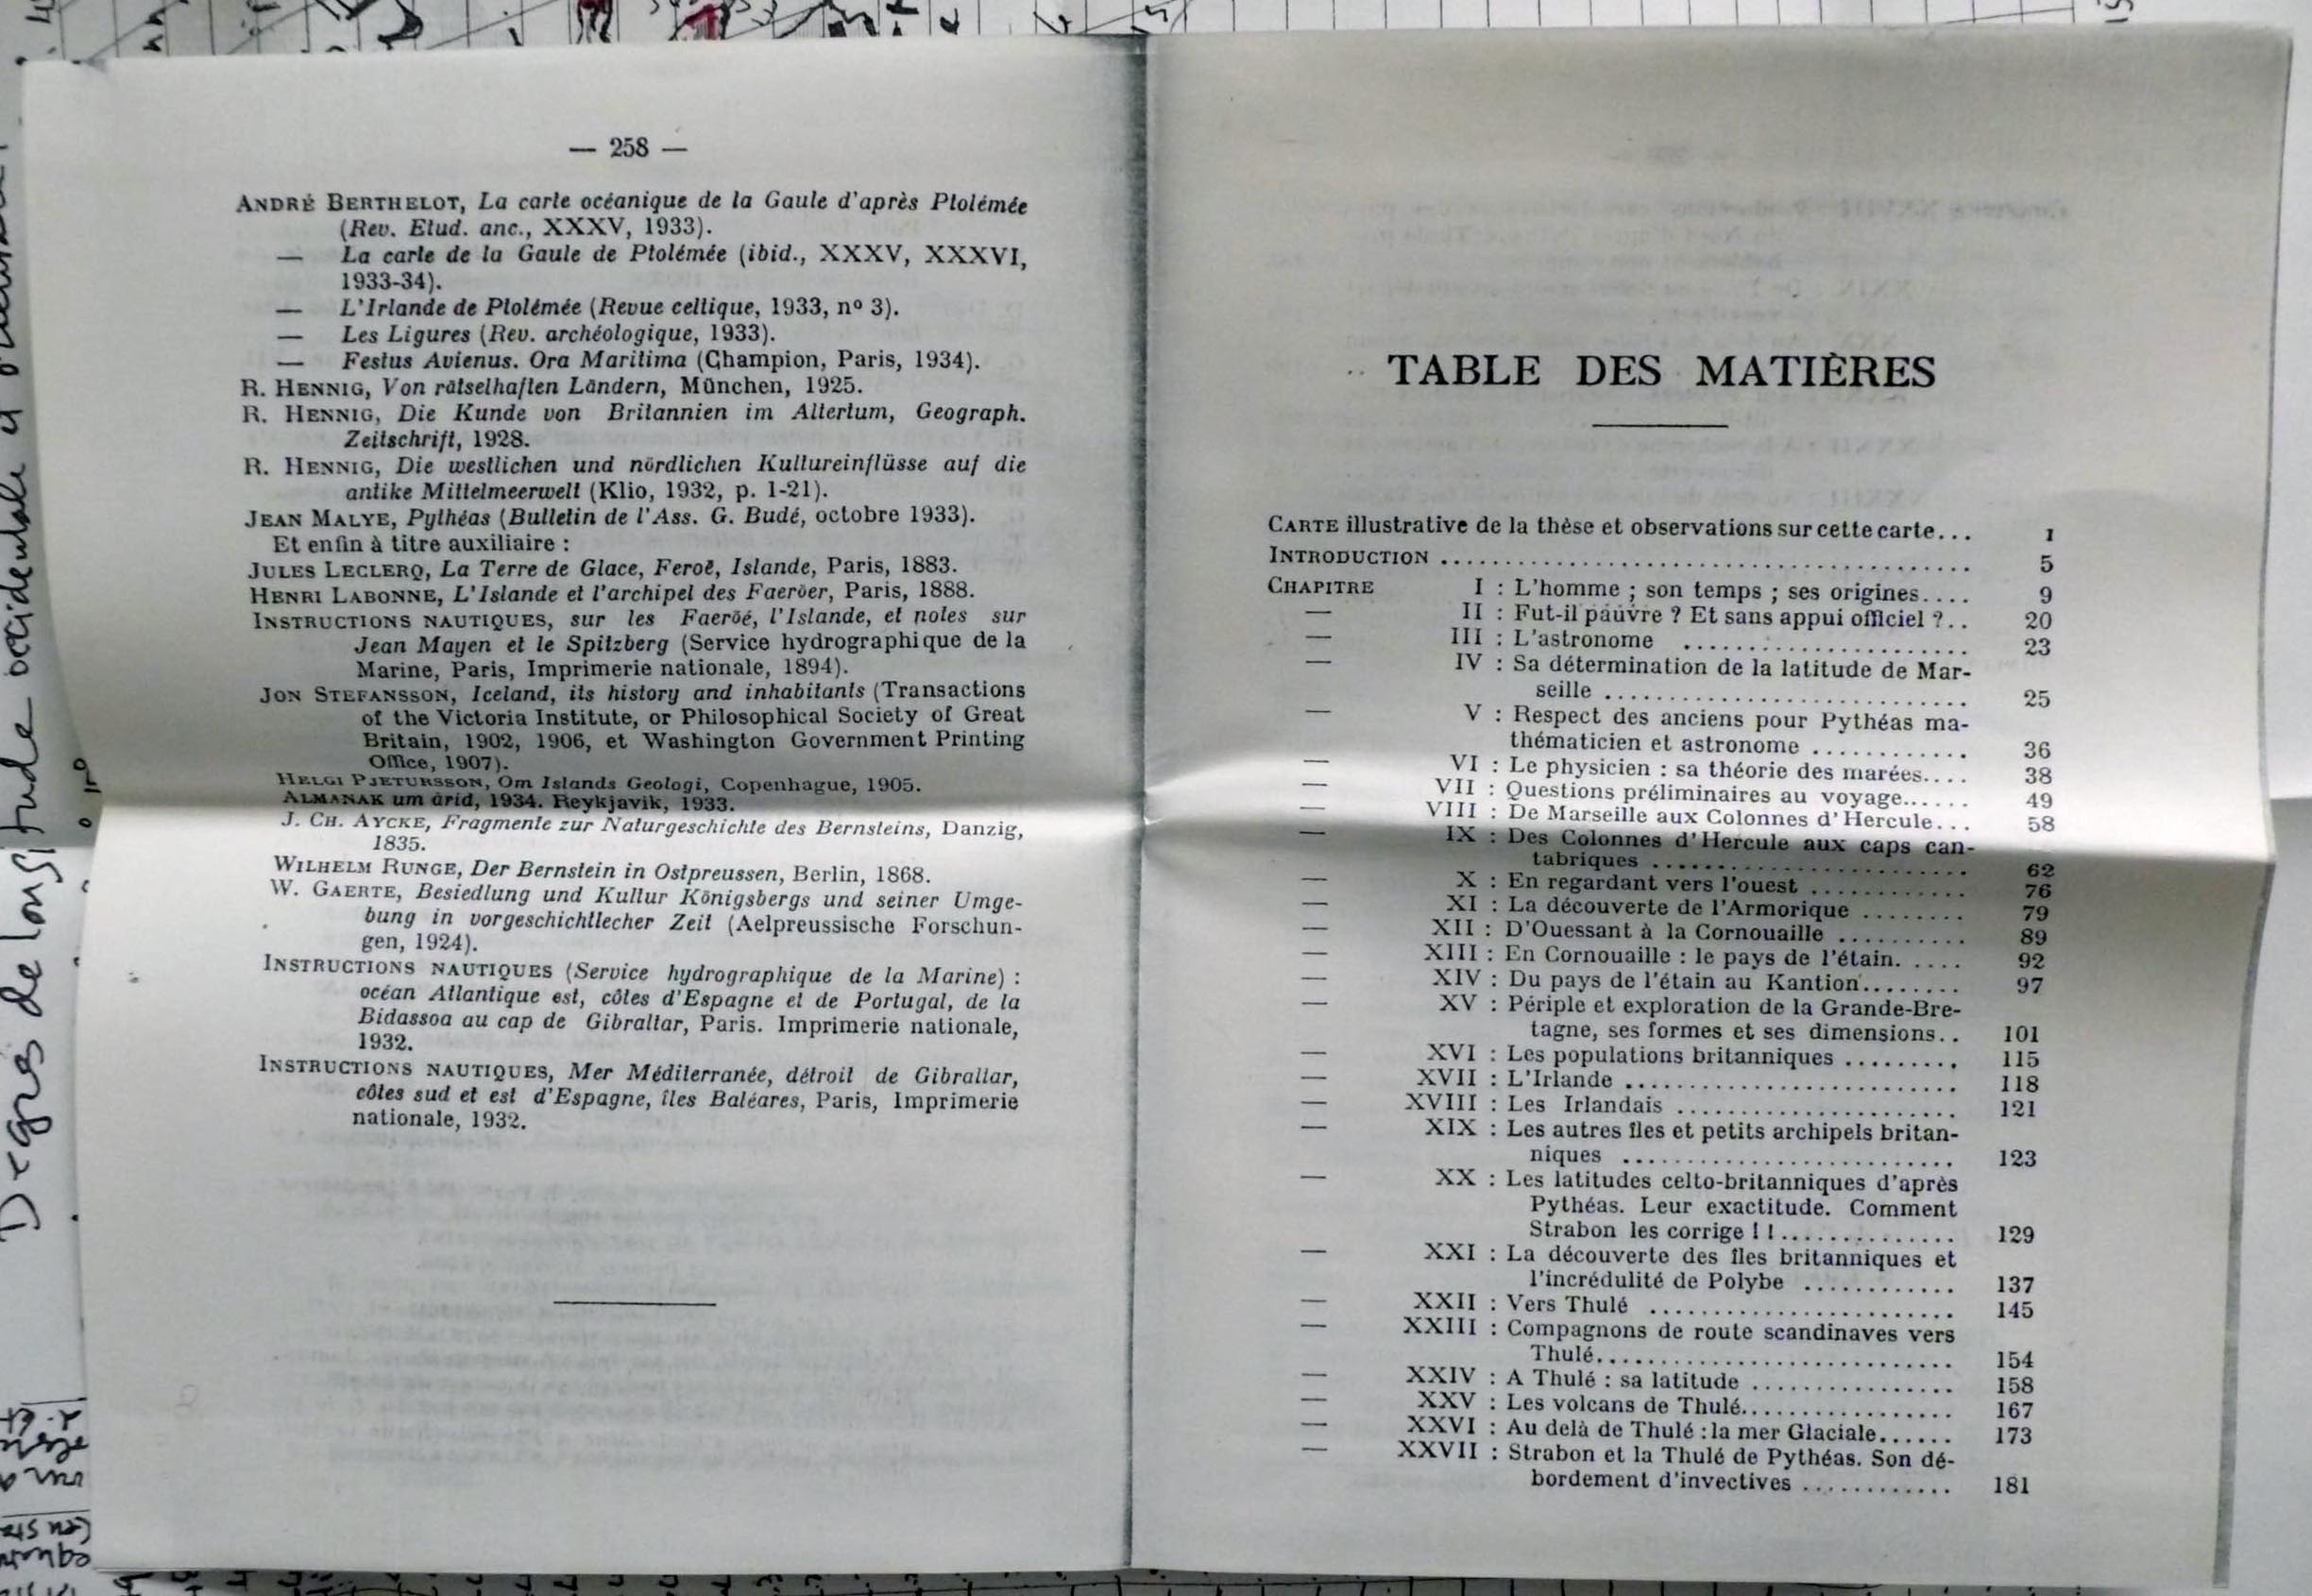 — 258 —
ANDRÉ BERTHELOT, La carte océanique de la Gaule d'après Ptolémée
(Rev. Etud. anc., XXXV, 1933).
— La carte de la Gaule de Ptolémée (ibid., XXXV, XXXVI,
1933-34).
— L'Irlande de Ptolémée (Revue celtique, 1933, nº 3).
— Les Ligures (Rev. archéologique, 1933).
— Festus Avienus. Ora Maritima (Champion, Paris, 1934).
R. HENNIG, Von rätselhaften Ländern, München, 1925.
R. HENNIG, Die Kunde von Britannien im Altertum, Geograph.
Zeitschrift, 1928.
R. HENNIG, Die westlichen und nördlichen Kultureinflüsse auf die
antike Mittelmeerwelt (Klio, 1932, p. 1-21).
JEAN MALYE, Pythéas (Bulletin de l'Ass. G. Budé, octobre 1933).
Et enfin à titre auxiliaire :
JULES LECLERQ, La Terre de Glace, Feroë, Islande, Paris, 1883.
HENRI LABONNE, L'Islande et l'archipel des Faeröer, Paris, 1888.
INSTRUCTIONS NAUTIQUES, sur les Faeröé, l'Islande, et notes sur
Jean Mayen et le Spitzberg (Service hydrographique de la
Marine, Paris, Imprimerie nationale, 1894).
JON STEFANSSON, Iceland, its history and inhabitants (Transactions
of the Victoria Institute, or Philosophical Society of Great
Britain, 1902, 1906, et Washington Government Printing
Office, 1907).
HELGI PJETURSSON, Om Islands Geologi, Copenhague, 1905.
ALMANAK um árid, 1934. Reykjavik, 1933.
J. CH. AYCKE, Fragmente zur Naturgeschichte des Bernsteins, Danzig,
1835.
WILHELM RUNGE, Der Bernstein in Ostpreussen, Berlin, 1868.
W. GAERTE, Besiedlung und Kultur Königsbergs und seiner Umge-
bung in vorgeschichtlecher Zeit (Aelpreussische Forschun-
gen, 1924).
INSTRUCTIONS NAUTIQUES (Service hydrographique de la Marine) :
océan Atlantique est, côtes d'Espagne et de Portugal, de la
Bidassoa au cap de Gibraltar, Paris. Imprimerie nationale,
1932.
INSTRUCTIONS NAUTIQUES, Mer Méditerranée, détroit de Gibraltar,
côtes sud et est d'Espagne, îles Baléares, Paris, Imprimerie
nationale, 1932.
TABLE DES MATIÈRES
CARTE illustrative de la thèse et observations sur cette carte... 1
INTRODUCTION ..................................... 5
CHAPITRE I : L'homme ; son temps ; ses origines.... 9
— II : Fut-il pauvre ? Et sans appui officiel ?.. 20
— III : L'astronome ...................... 23
— IV : Sa détermination de la latitude de Mar-
seille ............................. 25
— V : Respect des anciens pour Pythéas ma-
thématicien et astronome ............ 36
— VI : Le physicien : sa théorie des marées.... 38
— VII : Questions préliminaires au voyage...... 49
— VIII : De Marseille aux Colonnes d'Hercule... 58
— IX : Des Colonnes d'Hercule aux caps can-
tabriques ......................... 62
— X : En regardant vers l'ouest ............ 76
— XI : La découverte de l'Armorique ........ 79
— XII : D'Ouessant à la Cornouaille .......... 89
— XIII : En Cornouaille : le pays de l'étain. .... 92
— XIV : Du pays de l'étain au Kantion........ 97
— XV : Périple et exploration de la Grande-Bre-
tagne, ses formes et ses dimensions.. 101
— XVI : Les populations britanniques ......... 115
— XVII : L'Irlande .......................... 118
— XVIII : Les Irlandais ...................... 121
— XIX : Les autres îles et petits archipels britan-
niques .......................... 123
— XX : Les latitudes celto-britanniques d'après
Pythéas. Leur exactitude. Comment
Strabon les corrige ! !.............. 129
— XXI : La découverte des îles britanniques et
l'incrédulité de Polybe ............ 137
— XXII : Vers Thulé ........................ 145
— XXIII : Compagnons de route scandinaves vers
Thulé............................ 154
— XXIV : A Thulé : sa latitude ................ 158
— XXV : Les volcans de Thulé................. 167
— XXVI : Au delà de Thulé : la mer Glaciale...... 173
— XXVII : Strabon et la Thulé de Pythéas. Son dé-
bordement d'invectives ............ 181
Degrés de longitude occidentale